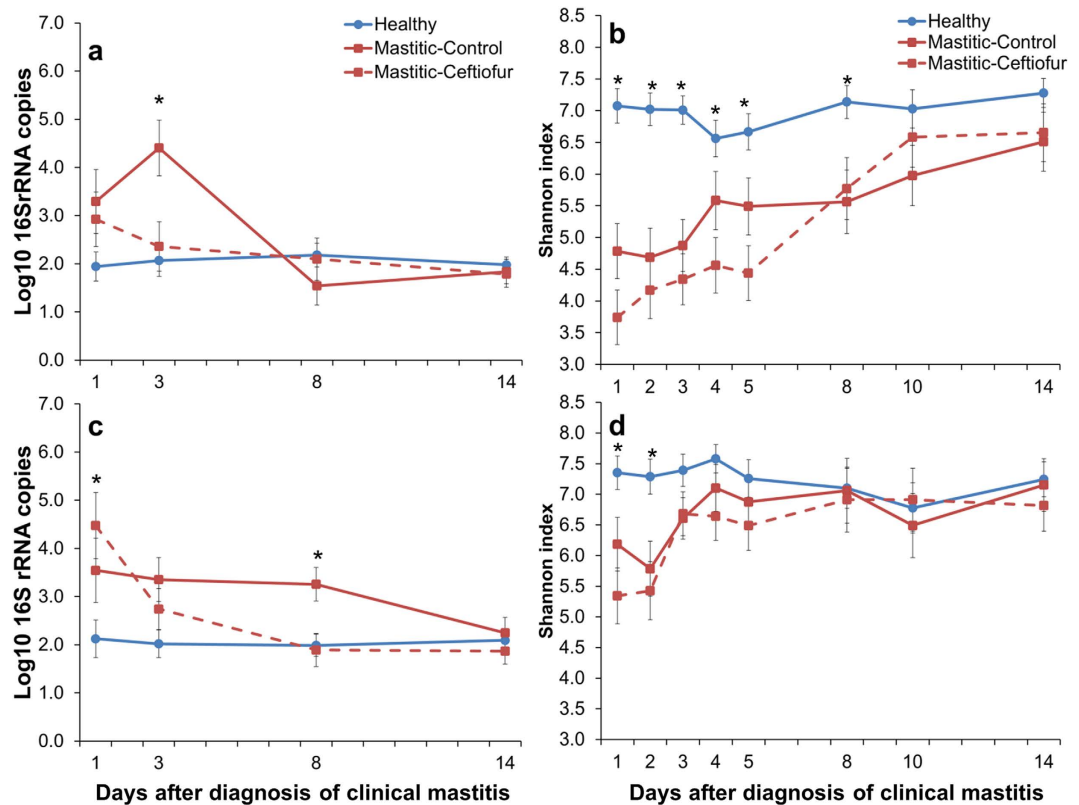 a
Healthy
Mastitic-Control
Mastitic-Ceftiofur
*
Log10 16SrRNA copies
7.0
6.0
5.0
4.0
3.0
2.0
1.0
0.0
1 3 8 14
b
Healthy
Mastitic-Control
Mastitic-Ceftiofur
* * * * * *
Shannon index
8.5
8.0
7.5
7.0
6.5
6.0
5.5
5.0
4.5
4.0
3.5
3.0
1 2 3 4 5 8 10 14
c
* *
Log10 16S rRNA copies
7.0
6.0
5.0
4.0
3.0
2.0
1.0
0.0
1 3 8 14
Days after diagnosis of clinical mastitis
d
* *
Shannon index
8.5
8.0
7.5
7.0
6.5
6.0
5.5
5.0
4.5
4.0
3.5
3.0
1 2 3 4 5 8 10 14
Days after diagnosis of clinical mastitis